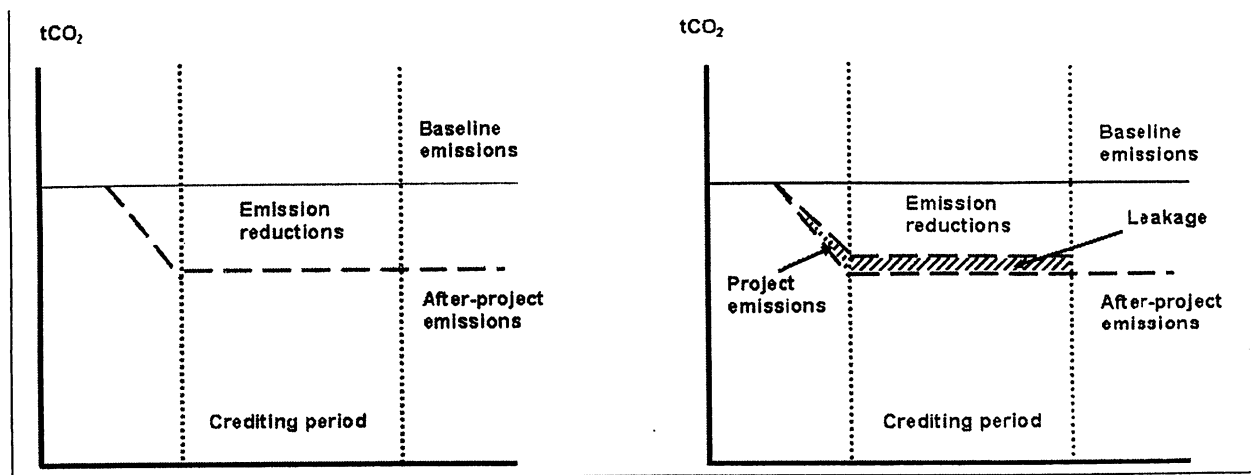 tCO₂
Baseline
emissions
Emission
reductions
After-project
emissions
Crediting period
tCO₂
Baseline
emissions
Emission
reductions
Leakage
Project
emissions
After-project
emissions
Crediting period